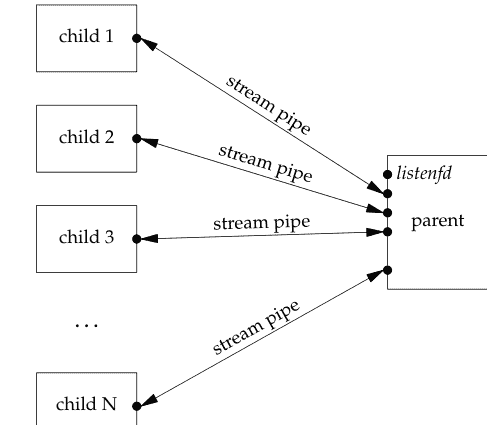 child 1
stream pipe
child 2
stream pipe
listenfd
child 3
stream pipe
parent
...
stream pipe
child N